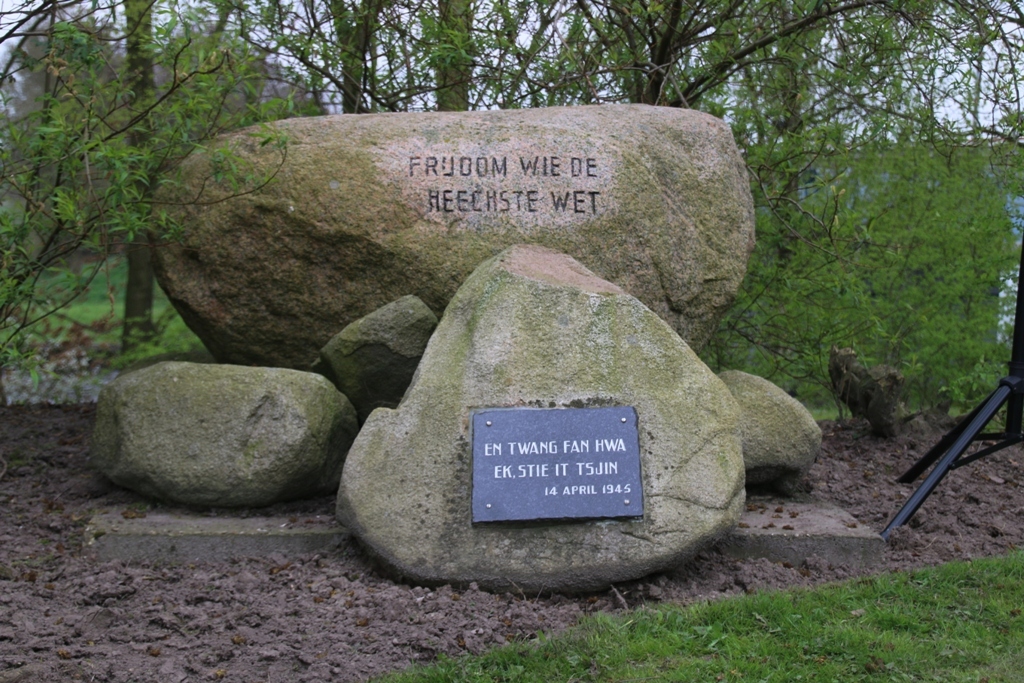 FRIJDOM WIE DE
HEECHSTE WET
EN TWANG FAN HWA
EK, STIE IT TSJIN
14 APRIL 1945